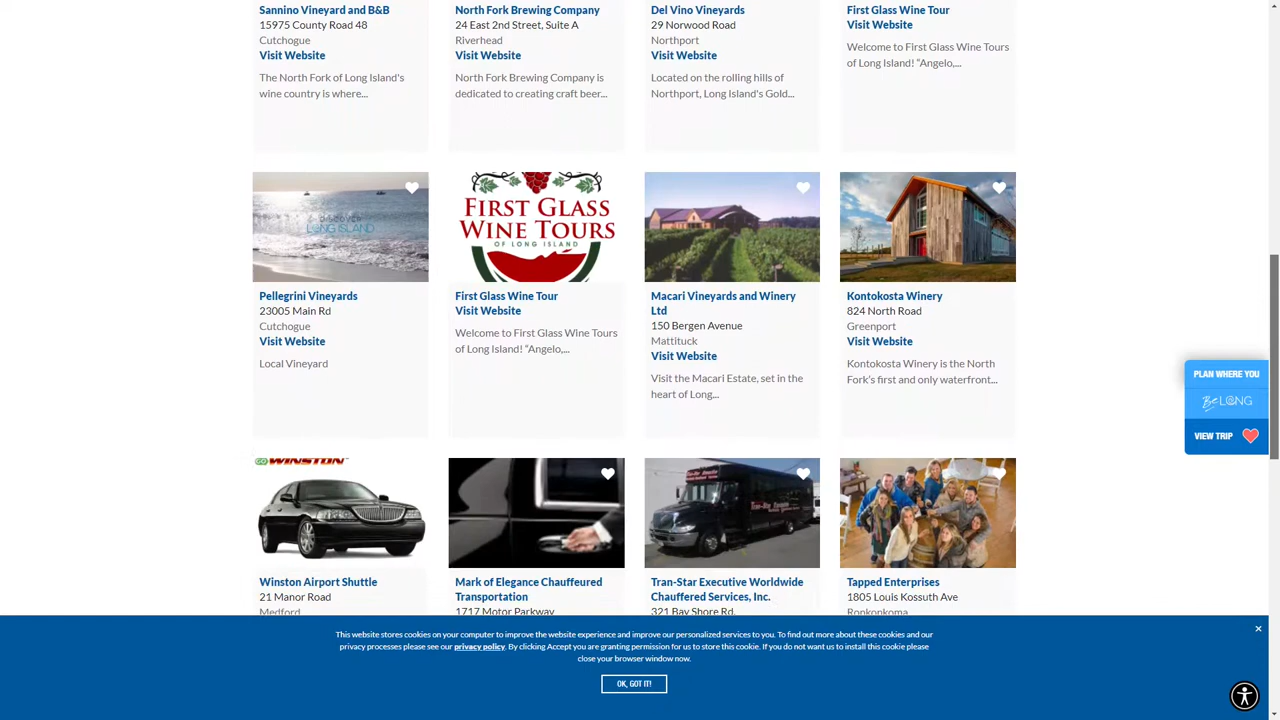 Sannino Vineyard and B&B
15975 County Road 48
Cutchogue
Visit Website
The North Fork of Long Island's
wine country is where...
North Fork Brewing Company
24 East 2nd Street, Suite A
Riverhead
Visit Website
North Fork Brewing Company is
dedicated to creating craft beer...
Del Vino Vineyards
29 Norwood Road
Northport
Visit Website
Located on the rolling hills of
Northport, Long Island's Gold...
First Glass Wine Tour
Visit Website
Welcome to First Glass Wine Tours
of Long Island! “Angelo,...
DISCOVER
LONG ISLAND
Pellegrini Vineyards
23005 Main Rd
Cutchogue
Visit Website
Local Vineyard
FIRST GLASS
WINE TOURS
OF LONG ISLAND
First Glass Wine Tour
Visit Website
Welcome to First Glass Wine Tours
of Long Island! “Angelo,...
Macari Vineyards and Winery
Ltd
150 Bergen Avenue
Mattituck
Visit Website
Visit the Macari Estate, set in the
heart of Long...
Kontokosta Winery
824 North Road
Greenport
Visit Website
Kontokosta Winery is the North
Fork’s first and only waterfront...
PLAN WHERE YOU
BeLONG
VIEW TRIP
GO WINSTON
Winston Airport Shuttle
21 Manor Road
Medford
Mark of Elegance Chauffeured
Transportation
1717 Motor Parkway
Tran-Star Executive Worldwide
Chauffered Services, Inc.
321 Bay Shore Rd.
Tapped Enterprises
1805 Louis Kossuth Ave
Ronkonkoma
This website stores cookies on your computer to improve the website experience and improve our personalized services to you. To find out more about these cookies and our
privacy processes please see our privacy policy. By clicking Accept you are granting permission for us to store this cookie. If you do not want us to install this cookie please
close your browser window now.
OK, GOT IT!